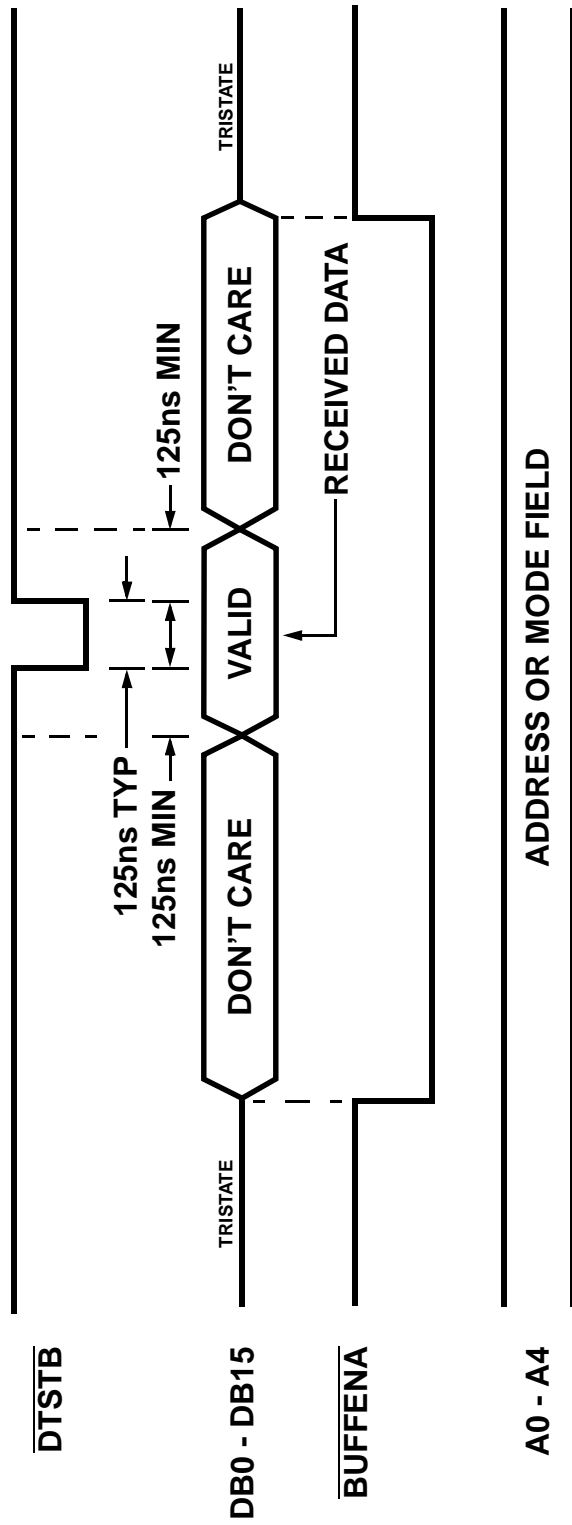 DTSTB
125ns TYP
125ns MIN
125ns MIN
DB0 - DB15
TRISTATE
DON'T CARE
VALID
DON'T CARE
TRISTATE
RECEIVED DATA
BUFFENA
A0 - A4
ADDRESS OR MODE FIELD